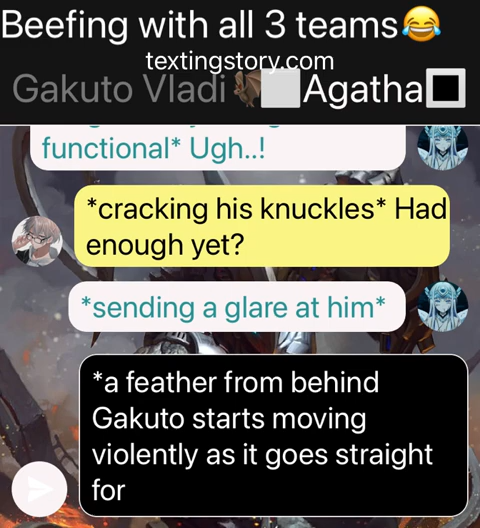 Beefing with all 3 teams😂
textingstory.com
Gakuto Vladi🦇⬜Agatha🔳
functional* Ugh..!
*cracking his knuckles* Had
enough yet?
*sending a glare at him*
*a feather from behind
Gakuto starts moving
violently as it goes straight
for